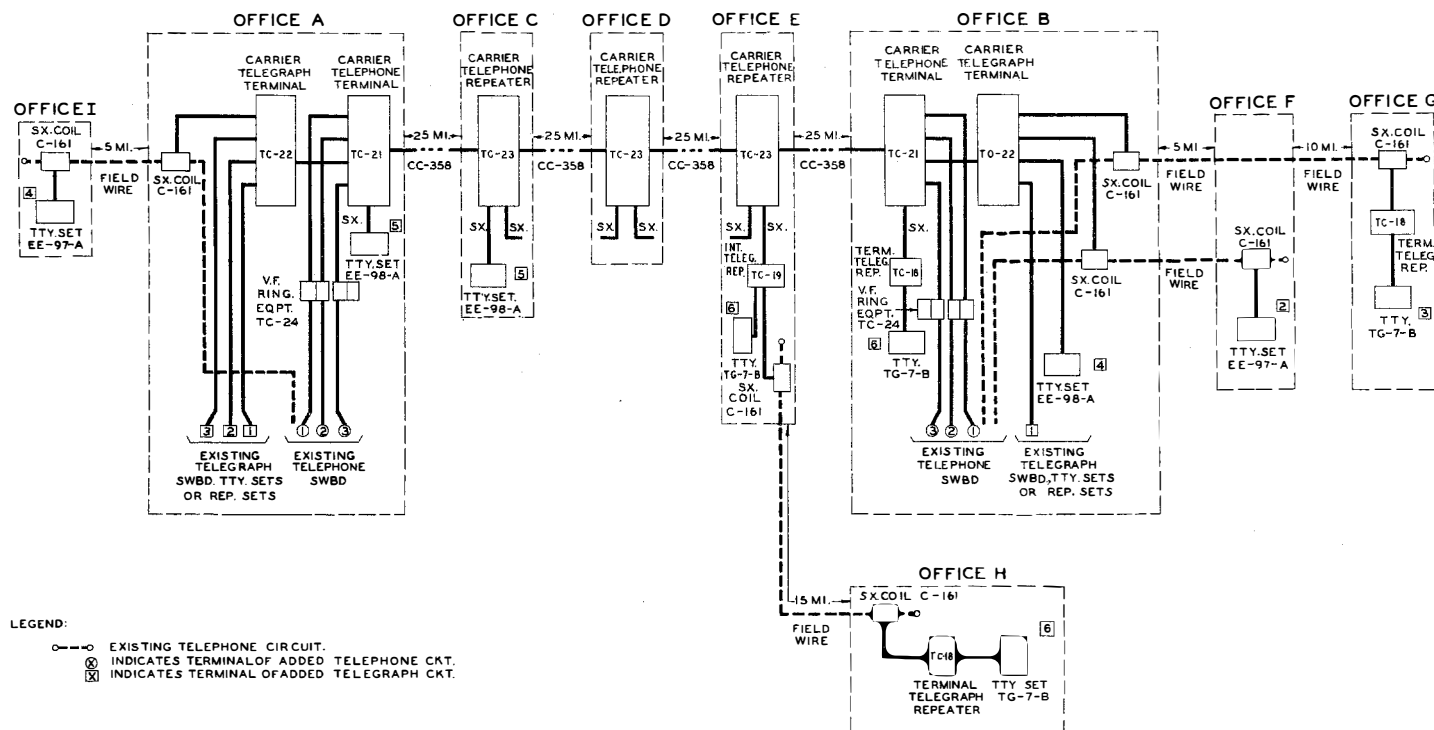 OFFICE A
OFFICE C
OFFICE D
OFFICE E
OFFICE B
CARRIER
TELEGRAPH
TERMINAL
CARRIER
TELEPHONE
TERMINAL
CARRIER
TELEPHONE
REPEATER
CARRIER
TELEPHONE
REPEATER
CARRIER
TELEPHONE
REPEATER
CARRIER
TELEPHONE
TERMINAL
CARRIER
TELEGRAPH
TERMINAL
OFFICE I
SX. COIL
C-161
5 MI.
FIELD
WIRE
4
TTY. SET
EE-97-A
SX. COIL
C-161
TC-22
TC-21
25 MI.
CC-358
TC-23
25 MI.
CC-358
TC-23
25 MI.
CC-358
TC-23
25 MI.
CC-358
TC-21
TC-22
SX. COIL
C-161
5 MI
FIELD
WIRE
OFFICE F
10 MI.
FIELD
WIRE
OFFICE G
SX. COIL
C-161
TC-18
TERM.
TELEG.
REP.
TTY.
TG-7-B
3
SX.
5
TTY. SET
EE-98-A
V.F.
RING.
EQPT.
TC-24
SX.
SX.
TTY. SET.
EE-98-A
5
SX.
SX.
SX.
SX.
INT.
TELEG.
REP.
TC-19
6
TTY.
TG-7-B
SX.
COIL
C-161
SX.
TERM.
TELEG.
REP.
TC-18
V.F.
RING
EQPT.
TC-24
6
TTY.
TG-7-B
SX. COIL
C-161
FIELD
WIRE
4
TTY. SET
EE-98-A
SX. COIL
C-161
2
TTY. SET
EE-97-A
3 2 1
1 2 3
EXISTING
TELEGRAPH
SWBD. TTY. SETS
OR REP. SETS
EXISTING
TELEPHONE
SWBD
3 2 1
1
EXISTING
TELEPHONE
SWBD
EXISTING
TELEGRAPH
SWBD., TTY. SETS
OR REP. SETS
OFFICE H
15 MI.
SX. COIL C-161
FIELD
WIRE
TC-18
6
TERMINAL
TELEGRAPH
REPEATER
TTY SET
TG-7-B
LEGEND:
EXISTING TELEPHONE CIRCUIT.
X INDICATES TERMINAL OF ADDED TELEPHONE CKT.
X INDICATES TERMINAL OF ADDED TELEGRAPH CKT.